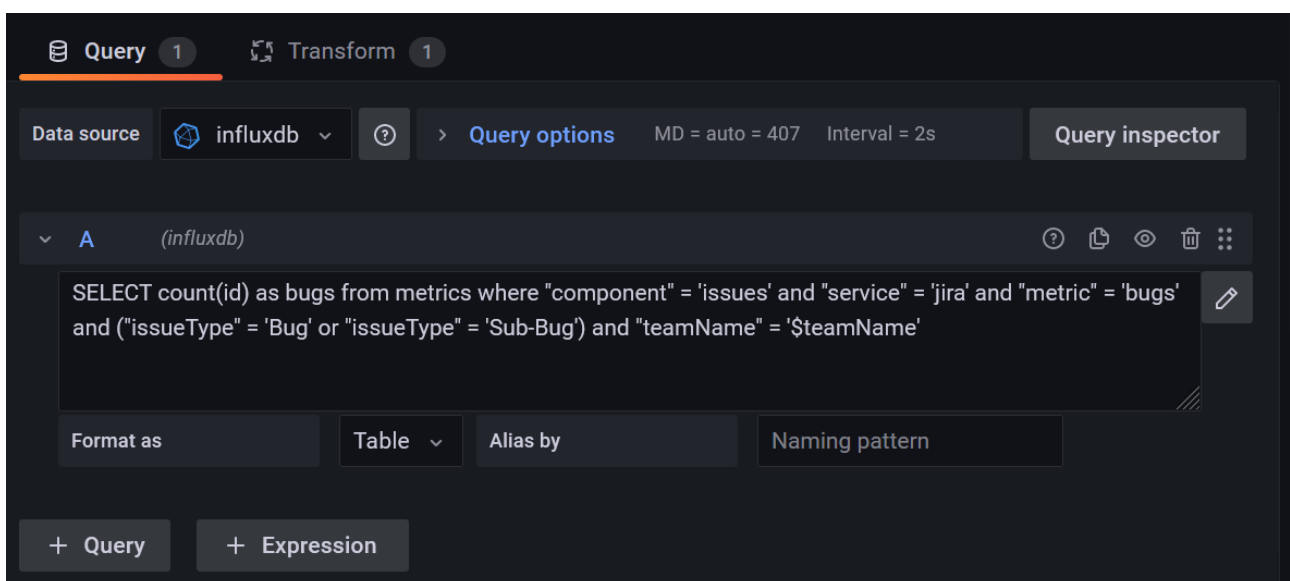 Query 1 Transform 1
Data source influxdb Query options MD = auto = 407 Interval = 2s Query inspector
A (influxdb)
SELECT count(id) as bugs from metrics where "component" = 'issues' and "service" = 'jira' and "metric" = 'bugs'
and ("issueType" = 'Bug' or "issueType" = 'Sub-Bug') and "teamName" = '$teamName'
Format as Table Alias by Naming pattern
+ Query + Expression